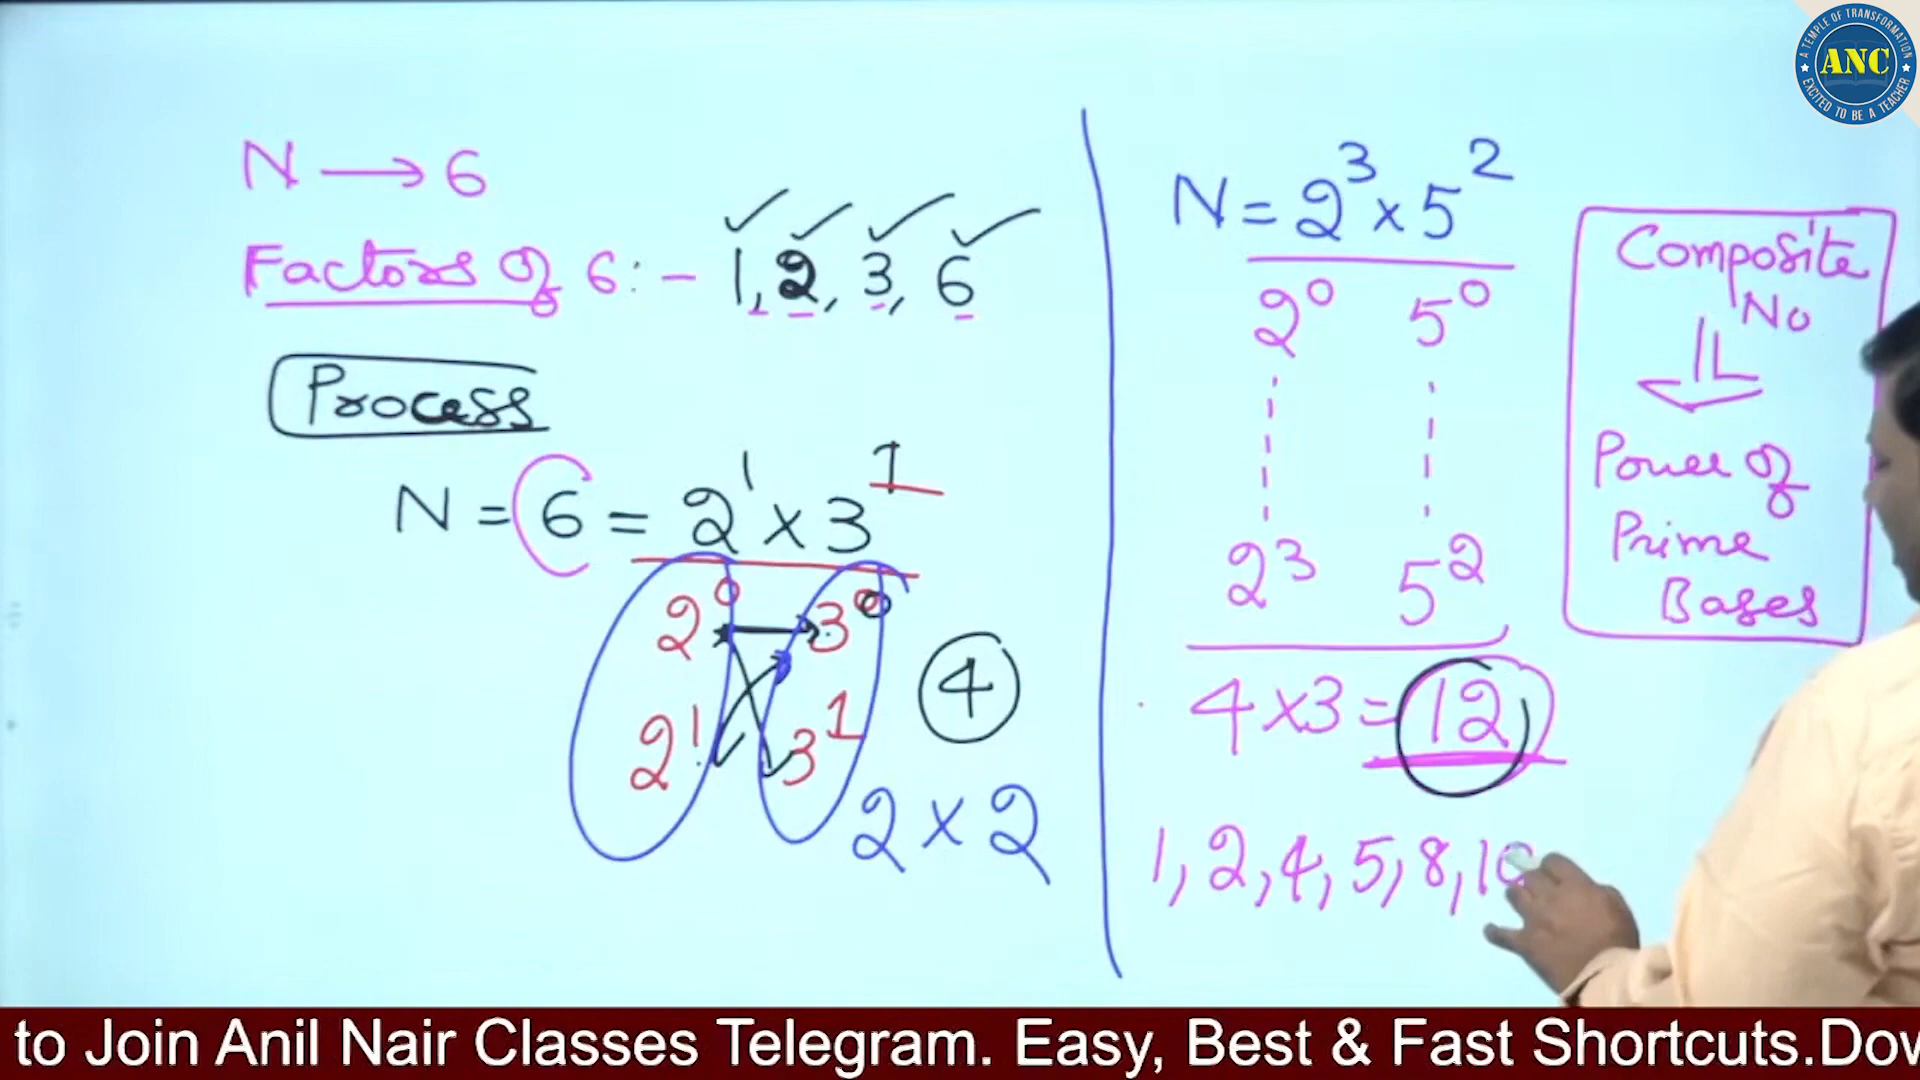 A TEMPLE OF TRANSFORMATION
ANC
EXCITED TO BE A TEACHER
N → 6
Factors of 6: - 1, 2, 3, 6
Process
N = 6 = 2¹ × 3¹
2⁰ 3⁰
2¹ 3¹
4
2 × 2
N = 2³ × 5²
2⁰ 5⁰
2³ 5²
4 × 3 = 12
1, 2, 4, 5, 8, 10
Composite
No
Power of
Prime
Bases
to Join Anil Nair Classes Telegram. Easy, Best & Fast Shortcuts.Dov